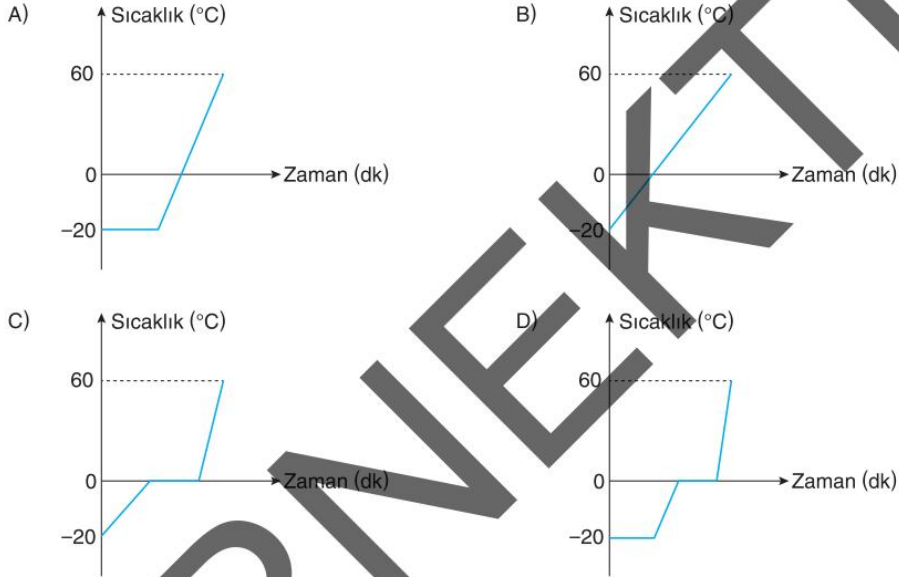 A) Sıcaklık (°C)
60
0
Zaman (dk)
−20
B) Sıcaklık (°C)
60
0
Zaman (dk)
−20
C) Sıcaklık (°C)
60
0
Zaman (dk)
−20
D) Sıcaklık (°C)
60
0
Zaman (dk)
−20
RNEKTİ